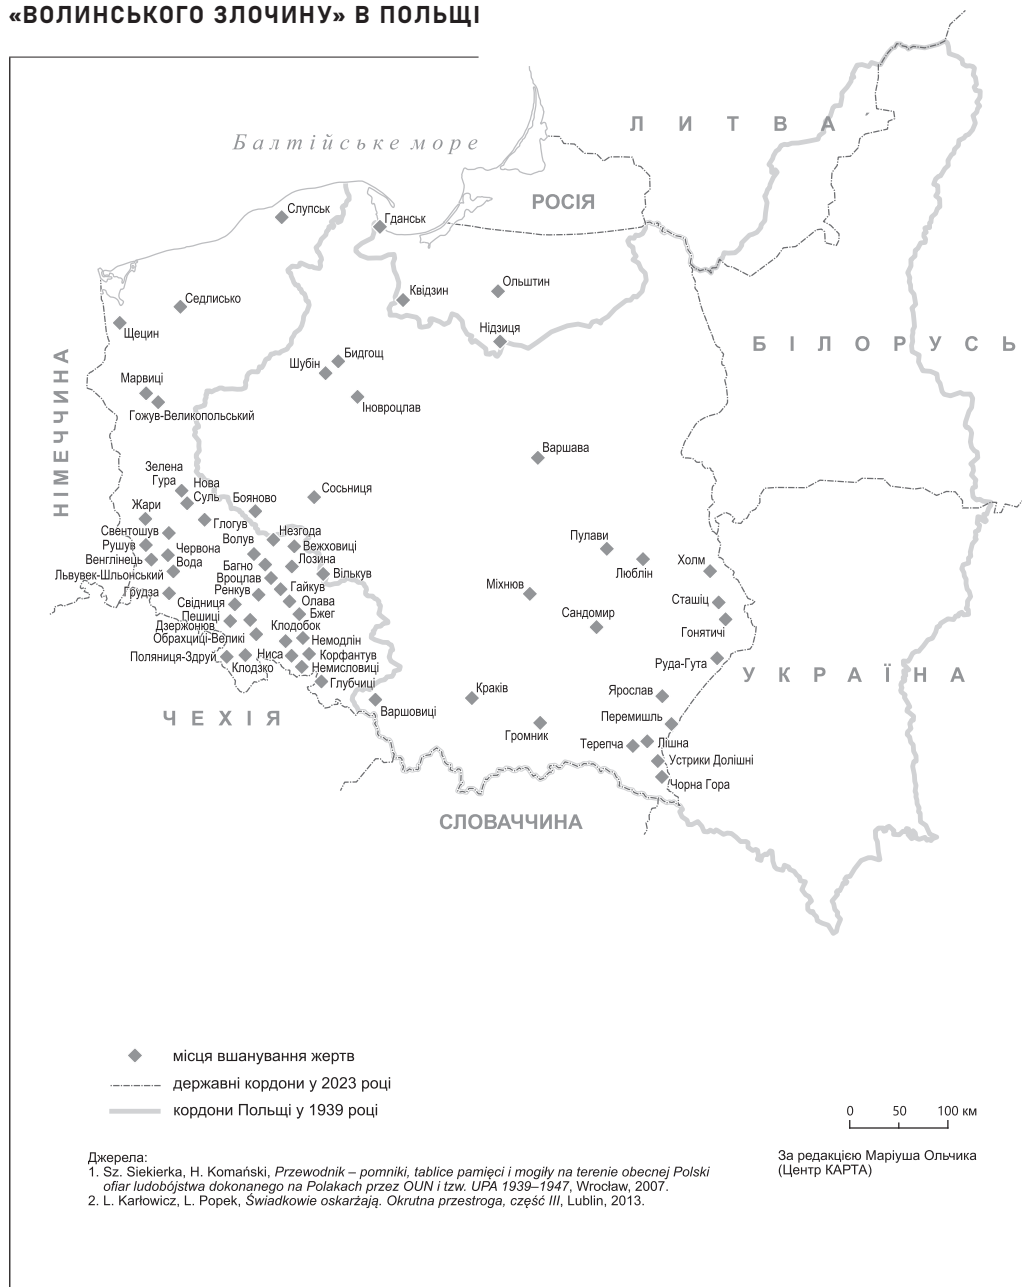 «ВОЛИНСЬКОГО ЗЛОЧИНУ» В ПОЛЬЩІ
ЛИТВА
Балтійське море
РОСІЯ
Слупськ
Гданськ
Квідзин
Ольштин
Седлисько
Щецин
Нідзиця
НІМЕЧЧИНА
БІЛОРУСЬ
Бидгощ
Шубін
Марвиці
Іновроцлав
Гожув-Великопольський
Варшава
Зелена
Гура
Нова
Суль
Бояново
Сосьниця
Жари
Глогув
Свентошув
Незгода
Волув
Рушув
Червона
Вода
Вежховиці
Венглінець
Багно
Лозина
Львувек-Шльонський
Вроцлав
Вількув
Грудза
Ренкув
Гайкув
Свідниця
Олава
Пешиці
Бжег
Дзержонюв
Клодобок
Обрахциці-Великі
Немодлін
Поляниця-Здруй
Ниса
Корфантув
Клодзко
Немисловиці
Глубчиці
Варшовиці
Пулави
Люблін
Холм
Міхнюв
Сташіц
Сандомир
Гонятичі
Руда-Гута
УКРАЇНА
Краків
Ярослав
Перемишль
Громник
Терепча
Лішна
Устрики Долішні
Чорна Гора
ЧЕХІЯ
СЛОВАЧЧИНА
місця вшанування жертв
державні кордони у 2023 році
кордони Польщі у 1939 році
0 50 100 км
Джерела:
1. Sz. Siekierka, H. Komański, Przewodnik – pomniki, tablice pamięci i mogiły na terenie obecnej Polski
ofiar ludobójstwa dokonanego na Polakach przez OUN i tzw. UPA 1939–1947, Wrocław, 2007.
2. L. Karłowicz, L. Popek, Świadkowie oskarżają. Okrutna przestroga, część III, Lublin, 2013.
За редакцією Маріуша Ольчика
(Центр КАРТА)